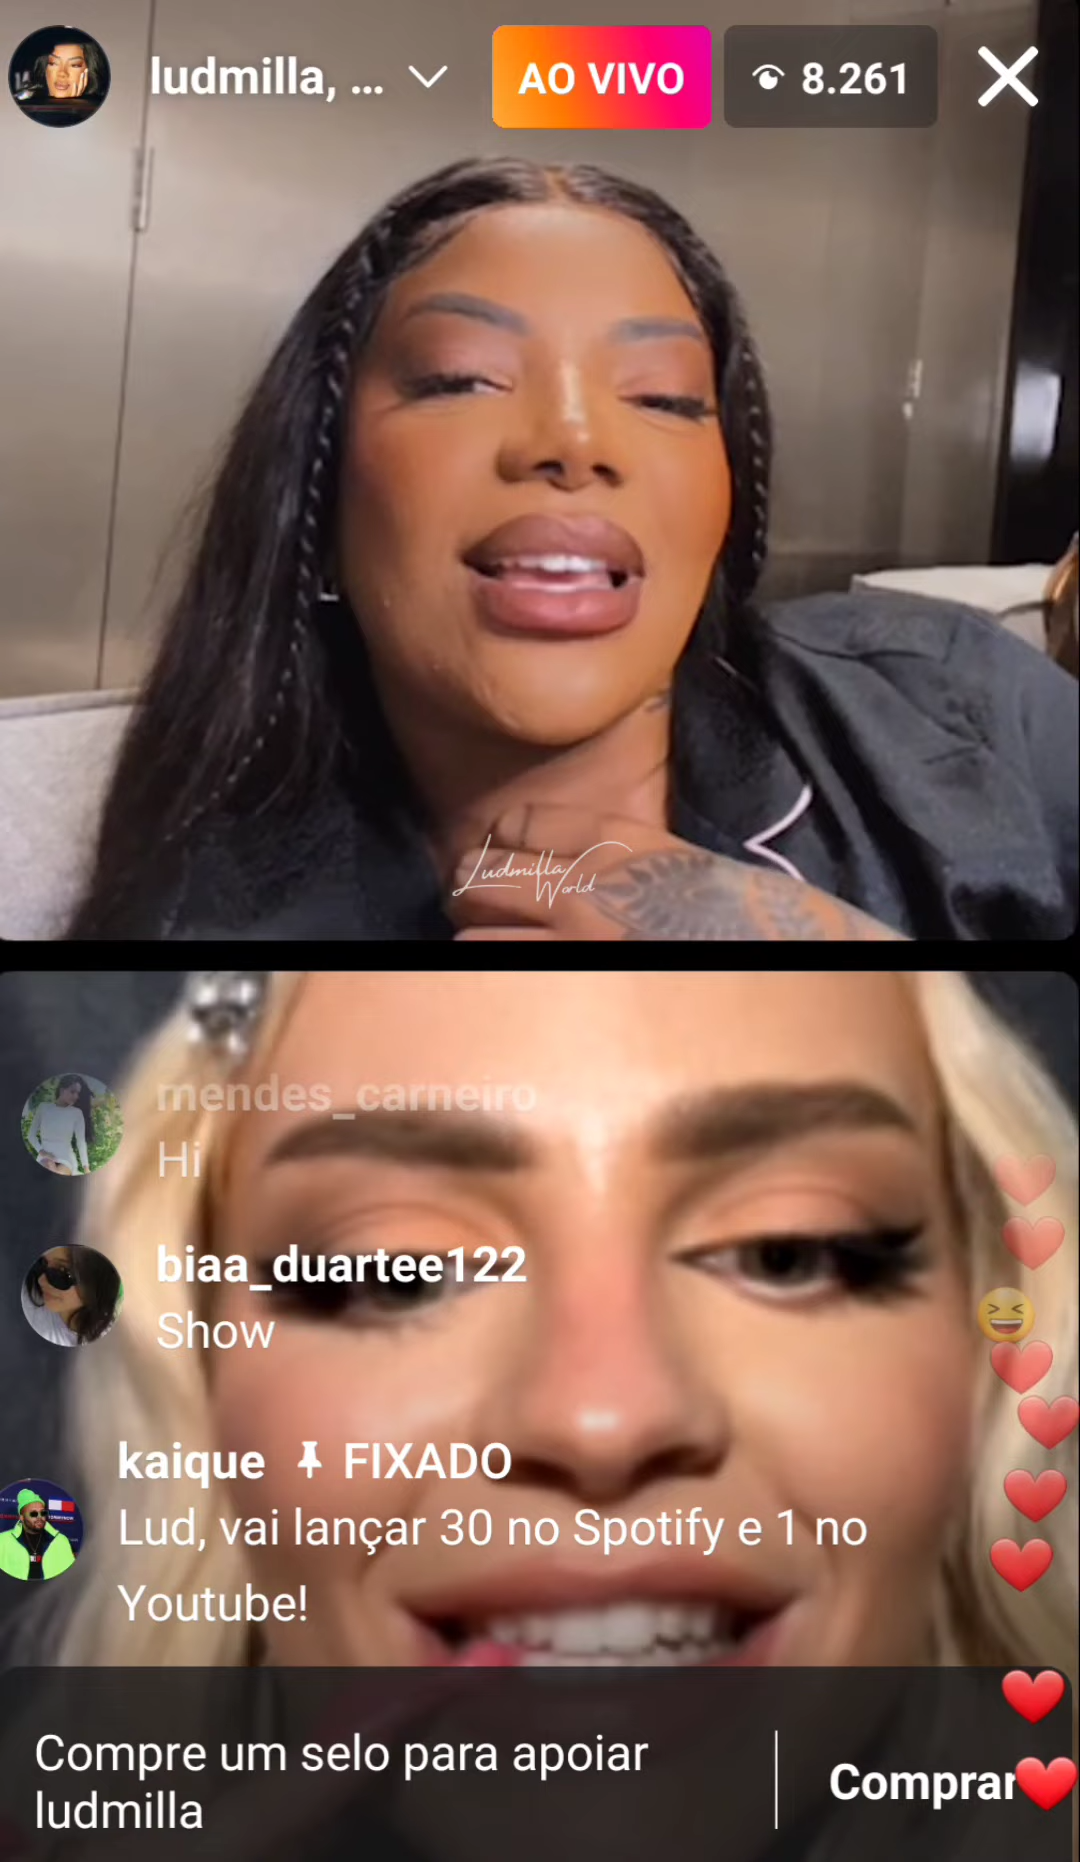 ludmilla, ...
AO VIVO
8.261
Ludmilla
World
mendes_carneiro
Hi
biaa_duartee122
Show
kaique FIXADO
Lud, vai lançar 30 no Spotify e 1 no
Youtube!
Compre um selo para apoiar
ludmilla
Comprar